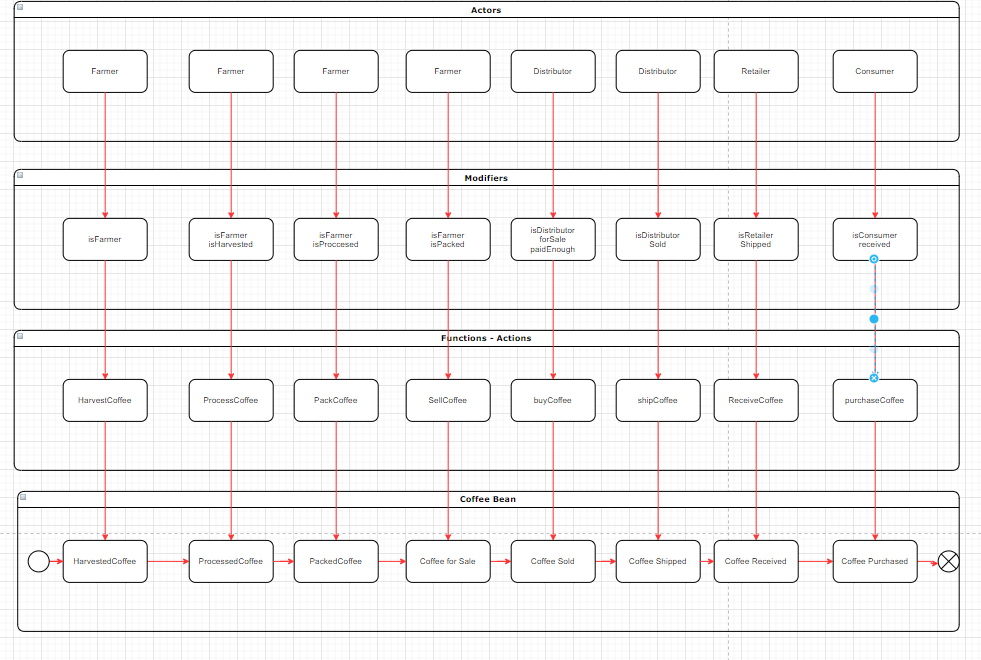 Actors
Farmer
Farmer
Farmer
Farmer
Distributor
Distributor
Retailer
Consumer
Modifiers
isFarmer
isFarmer
isHarvested
isFarmer
isProccesed
isFarmer
isPacked
isDistributor
forSale
paidEnough
isDistributor
Sold
isRetailer
Shipped
isConsumer
received
Functions - Actions
HarvestCoffee
ProcessCoffee
PackCoffee
SellCoffee
buyCoffee
shipCoffee
ReceiveCoffee
purchaseCoffee
Coffee Bean
HarvestedCoffee
ProcessedCoffee
PackedCoffee
Coffee for Sale
Coffee Sold
Coffee Shipped
Coffee Received
Coffee Purchased